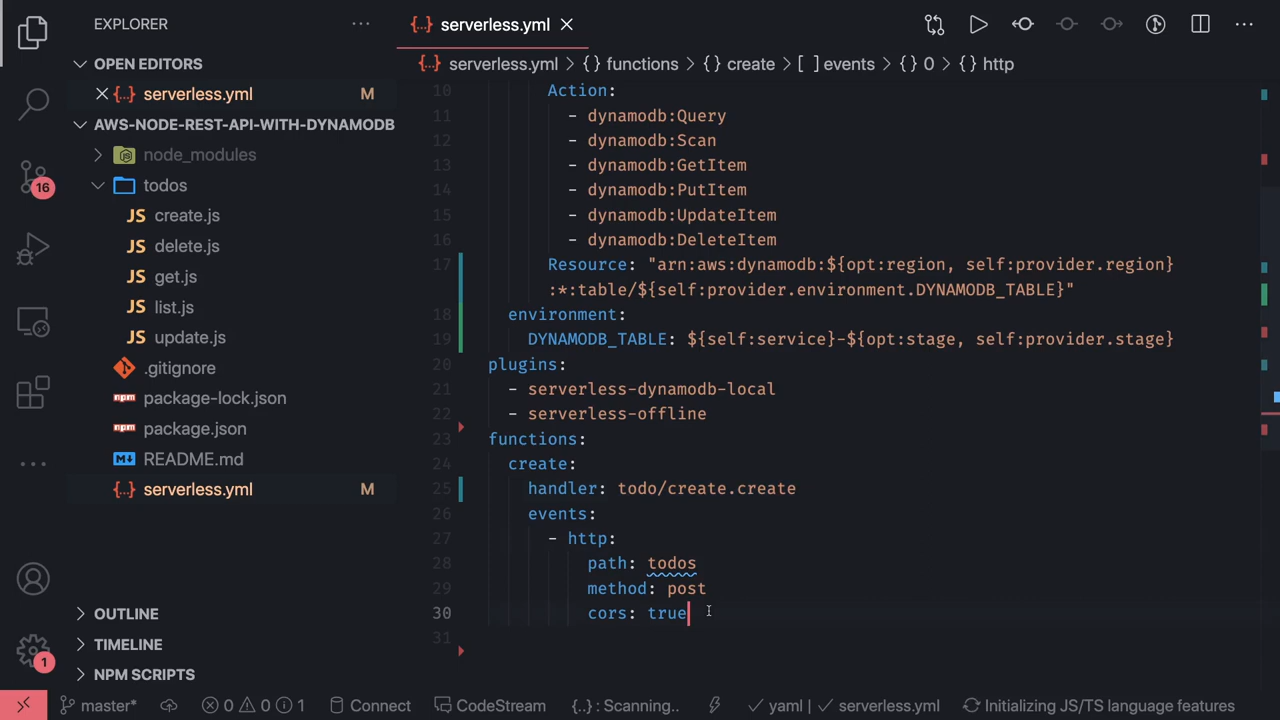 EXPLORER
serverless.yml
OPEN EDITORS
serverless.yml M
AWS-NODE-REST-API-WITH-DYNAMODB
node_modules
todos
JS create.js
JS delete.js
JS get.js
JS list.js
JS update.js
.gitignore
npm package-lock.json
npm package.json
README.md
{..} serverless.yml M
16
OUTLINE
TIMELINE
NPM SCRIPTS
1
{..} serverless.yml > {} functions > {} create > [ ] events > {} 0 > {} http
10 Action:
11 - dynamodb:Query
12 - dynamodb:Scan
13 - dynamodb:GetItem
14 - dynamodb:PutItem
15 - dynamodb:UpdateItem
16 - dynamodb:DeleteItem
17 Resource: "arn:aws:dynamodb:${opt:region, self:provider.region}
:*:table/${self:provider.environment.DYNAMODB_TABLE}"
18 environment:
19 DYNAMODB_TABLE: ${self:service}-${opt:stage, self:provider.stage}
20 plugins:
21 - serverless-dynamodb-local
22 - serverless-offline
23 functions:
24 create:
25 handler: todo/create.create
26 events:
27 - http:
28 path: todos
29 method: post
30 cors: true
31
master* 0 0 1 Connect CodeStream {..} : Scanning.. yaml | serverless.yml Initializing JS/TS language features